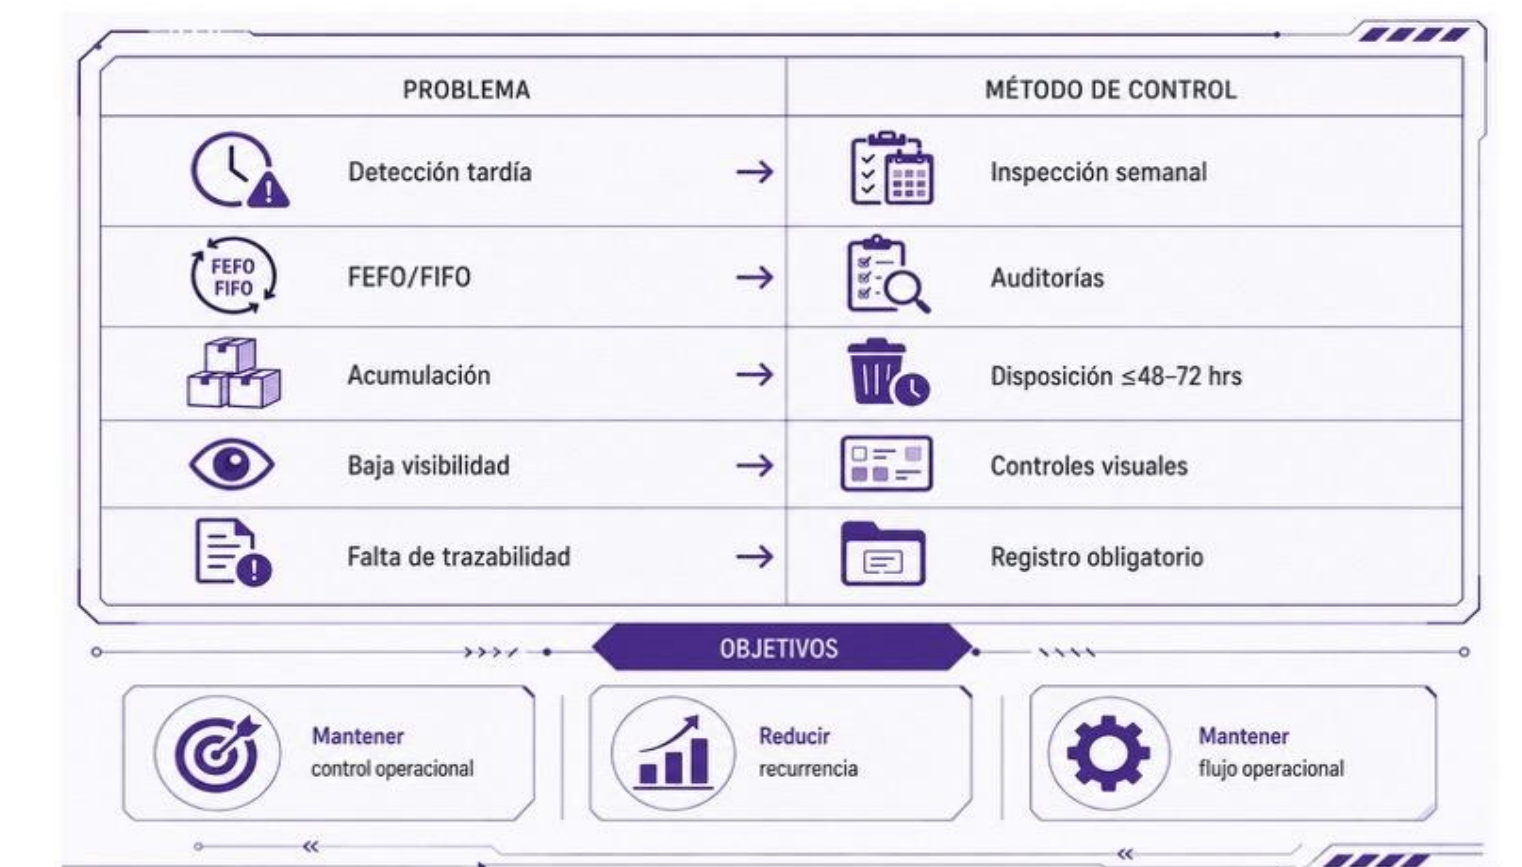 PROBLEMA
MÉTODO DE CONTROL
Detección tardía
Inspección semanal
FEFO
FIFO
FEFO/FIFO
Auditorías
Acumulación
Disposición ≤48–72 hrs
Baja visibilidad
Controles visuales
Falta de trazabilidad
Registro obligatorio
OBJETIVOS
Mantener
control operacional
Reducir
recurrencia
Mantener
flujo operacional